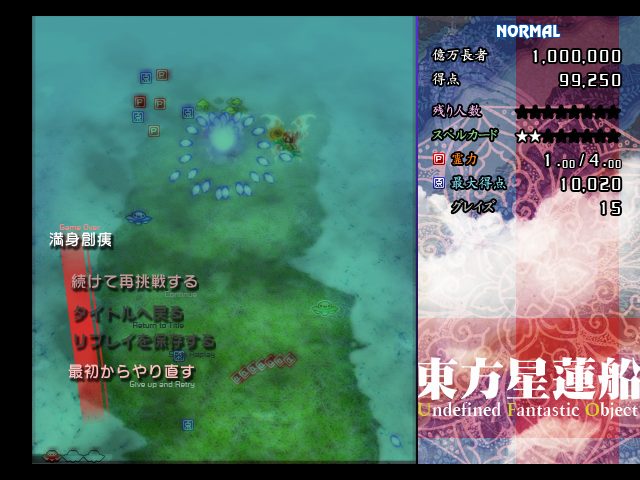 NORMAL
億万長者 1,000,000
得点 99,250
残り人数
スペルカード
P 霊力 1.00/4.00
最大得点 10,020
グレイズ 15
P
P
P
P
Game Over
満身創痍
続けて再挑戦する
Continue
タイトルへ戻る
Return to Title
リプレイを保存する
Save Replay
最初からやり直す
Give up and Retry
東方星蓮船
Undefined Fantastic Object